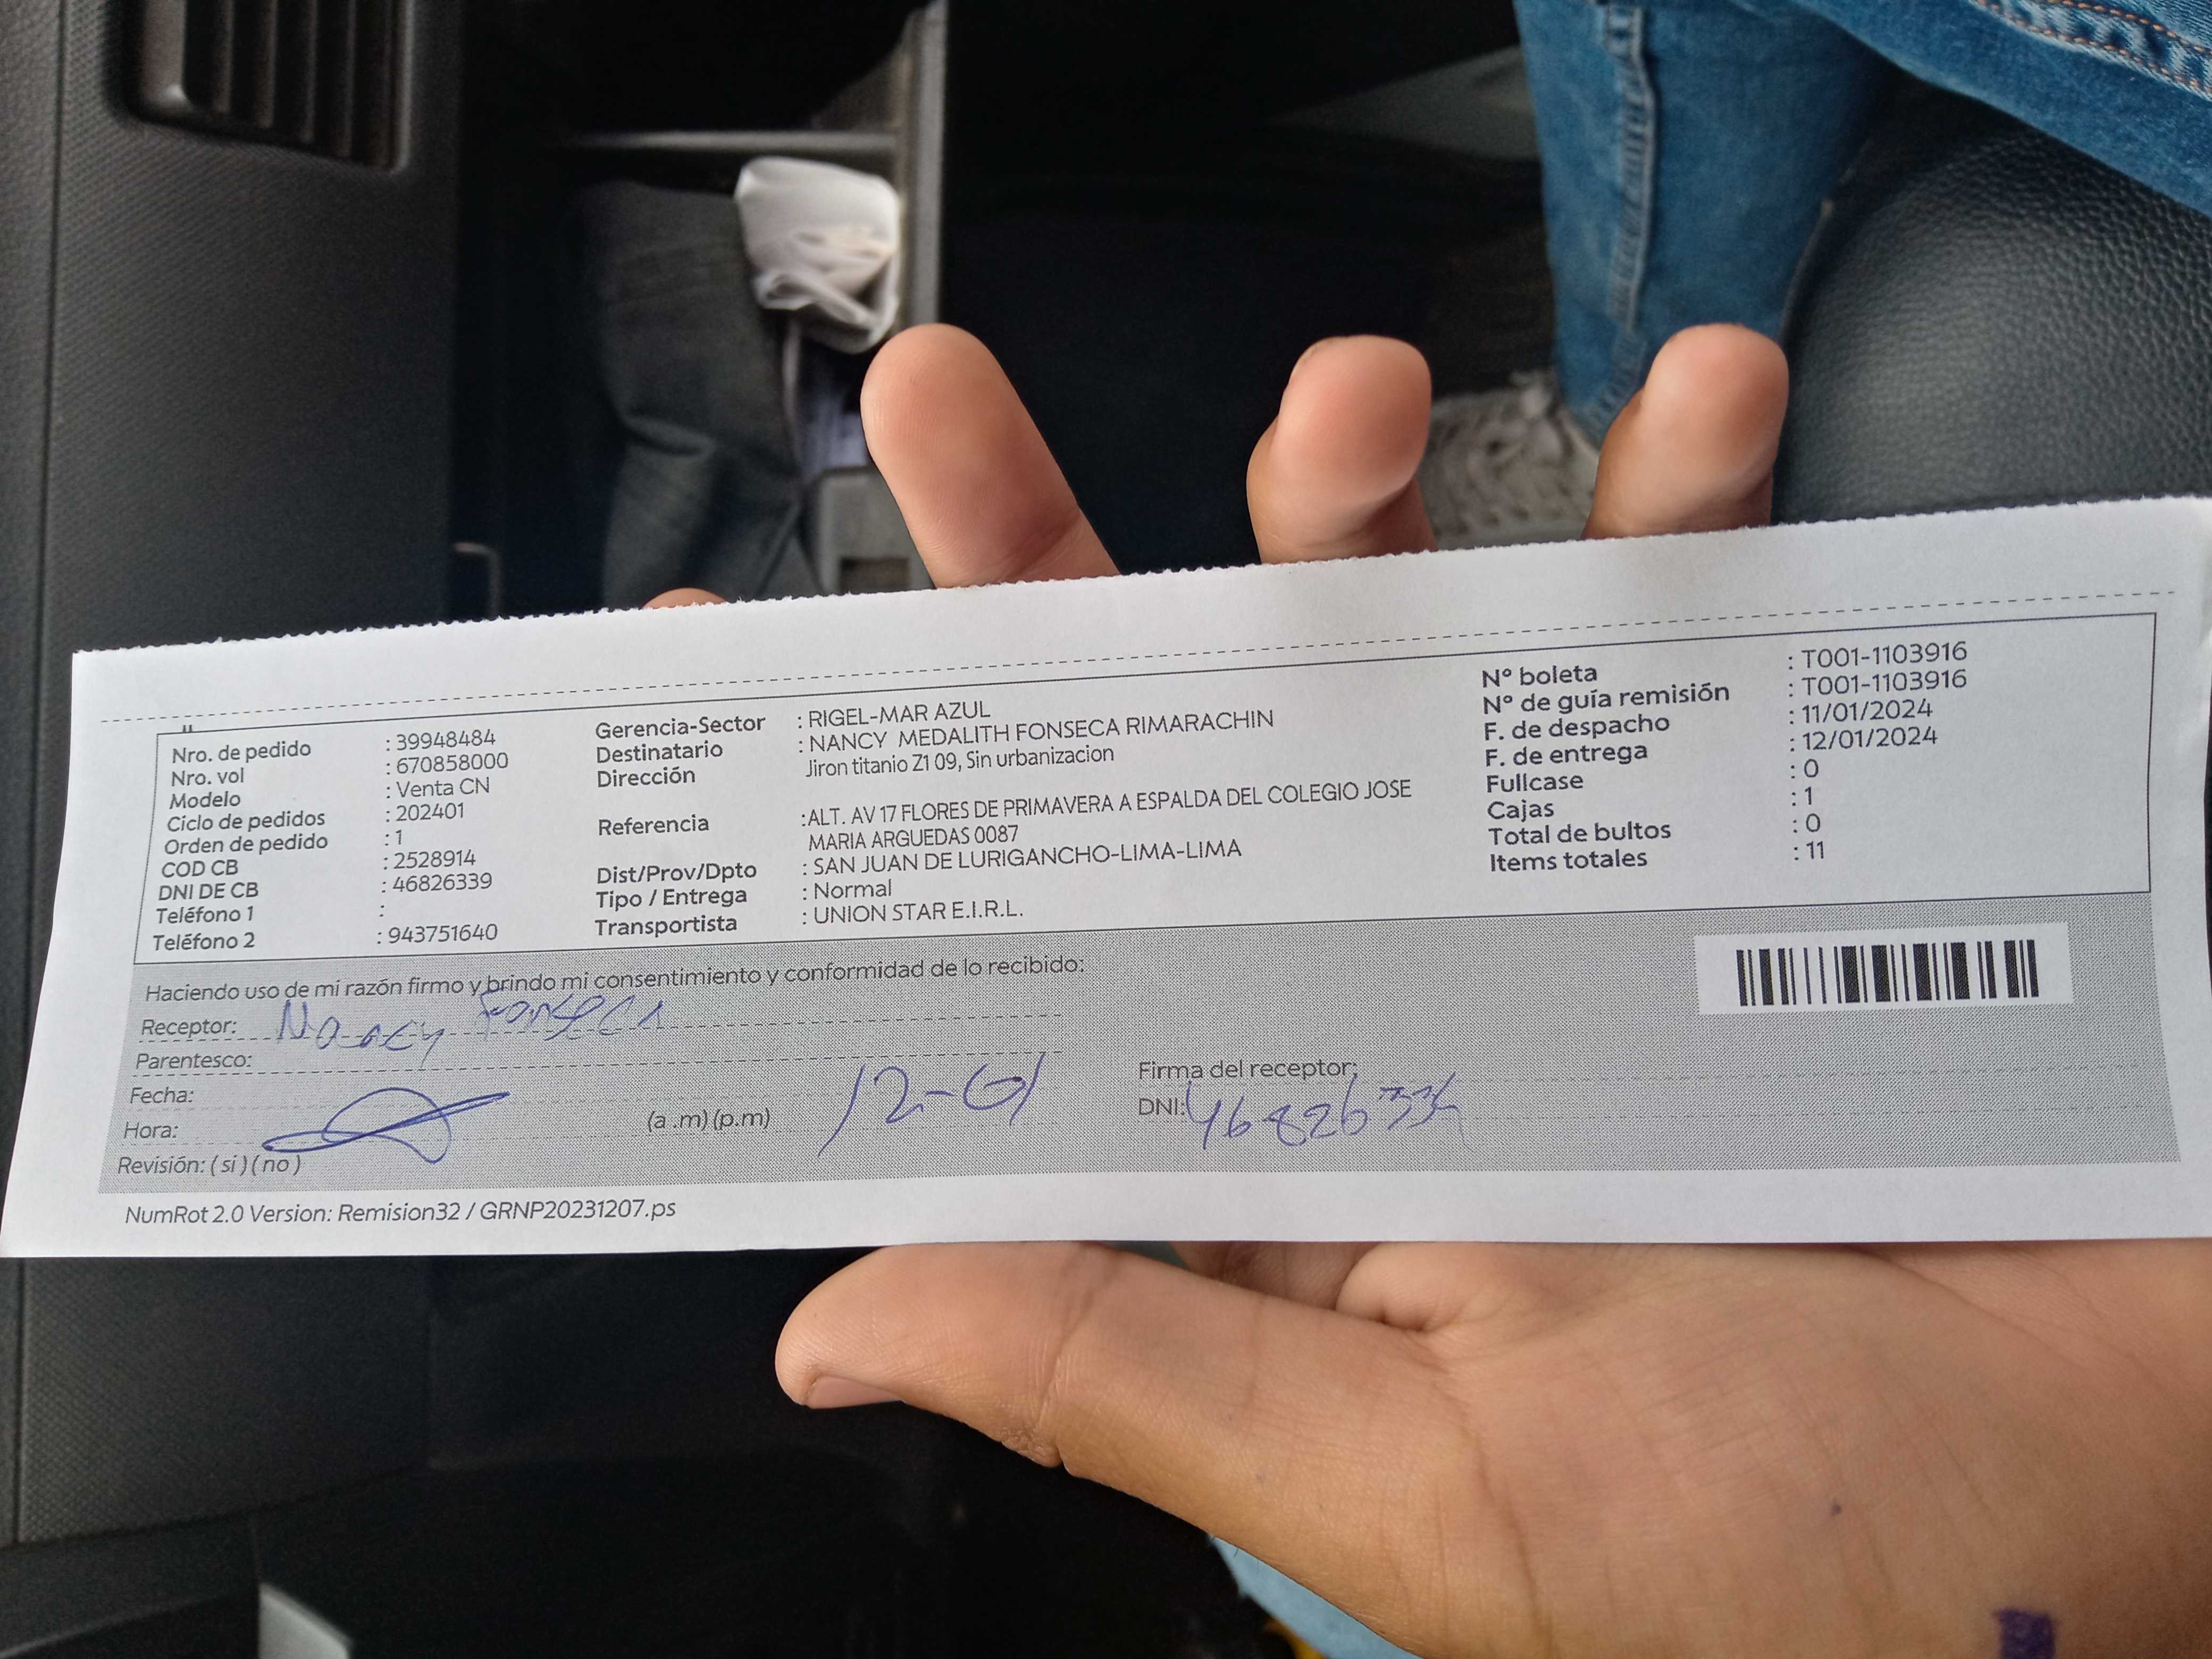 Nro. de pedido : 39948484
Nro. vol : 670858000
Modelo : Venta CN
Ciclo de pedidos : 202401
Orden de pedido : 1
COD CB : 2528914
DNI DE CB : 46826339
Teléfono 1 :
Teléfono 2 : 943751640
Gerencia-Sector : RIGEL-MAR AZUL
Destinatario : NANCY MEDALITH FONSECA RIMARACHIN
Dirección Jiron titanio Z1 09, Sin urbanizacion
Referencia :ALT. AV 17 FLORES DE PRIMAVERA A ESPALDA DEL COLEGIO JOSE
MARIA ARGUEDAS 0087
Dist/Prov/Dpto : SAN JUAN DE LURIGANCHO-LIMA-LIMA
Tipo / Entrega : Normal
Transportista : UNION STAR E.I.R.L.
Nº boleta : T001-1103916
Nº de guía remisión : T001-1103916
F. de despacho : 11/01/2024
F. de entrega : 12/01/2024
Fullcase : 0
Cajas : 1
Total de bultos : 0
Items totales : 11
Haciendo uso de mi razón firmo y brindo mi consentimiento y conformidad de lo recibido:
Receptor: Nancy Fonseca
Parentesco:
Fecha:
Hora: (a .m) (p.m) 12-01
Revisión: ( si ) ( no )
Firma del receptor:
DNI:
NumRot 2.0 Version: Remision32 / GRNP20231207.ps